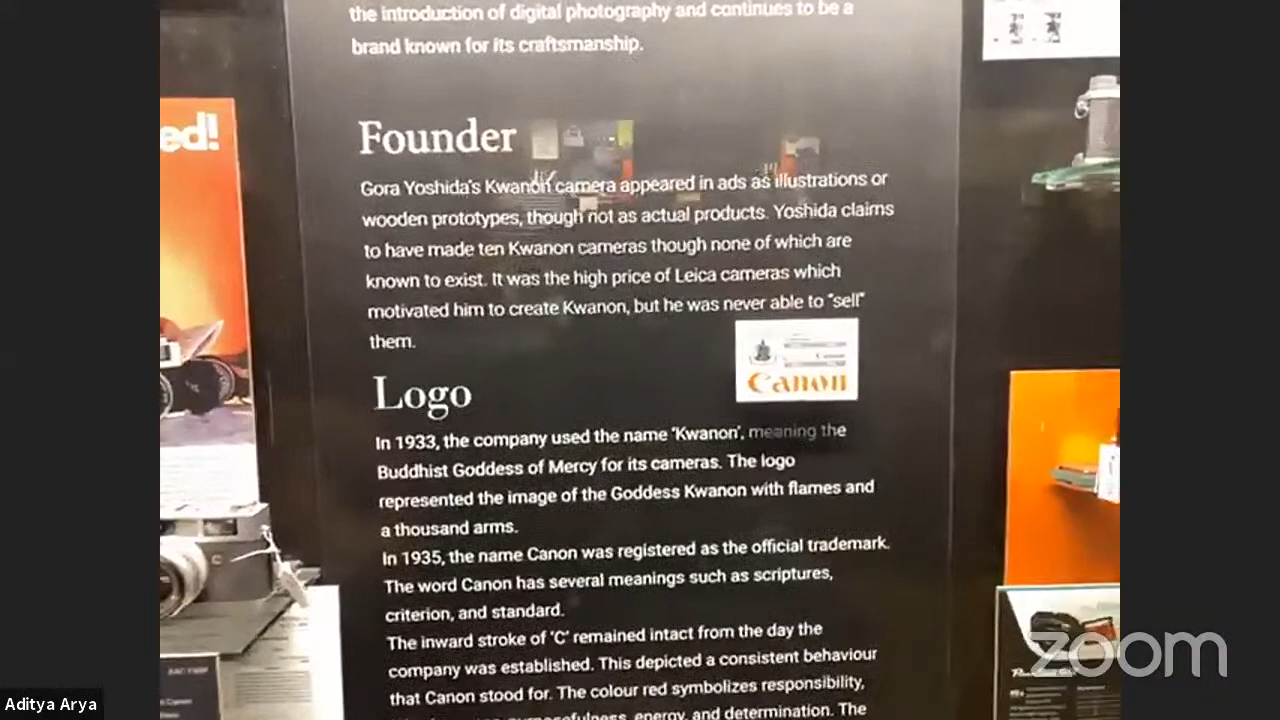 the introduction of digital photography and continues to be a
brand known for its craftsmanship.
ed!
Founder
Gora Yoshida's Kwanon camera appeared in ads as illustrations or
wooden prototypes, though not as actual products. Yoshida claims
to have made ten Kwanon cameras though none of which are
known to exist. It was the high price of Leica cameras which
motivated him to create Kwanon, but he was never able to "sell"
them.
Canon
Canon
Logo
In 1933, the company used the name 'Kwanon', meaning the
Buddhist Goddess of Mercy for its cameras. The logo
represented the image of the Goddess Kwanon with flames and
a thousand arms.
In 1935, the name Canon was registered as the official trademark.
The word Canon has several meanings such as scriptures,
criterion, and standard.
The inward stroke of 'C' remained intact from the day the
company was established. This depicted a consistent behaviour
that Canon stood for. The colour red symbolizes responsibility,
energy, and determination. The
zoom
Aditya Arya